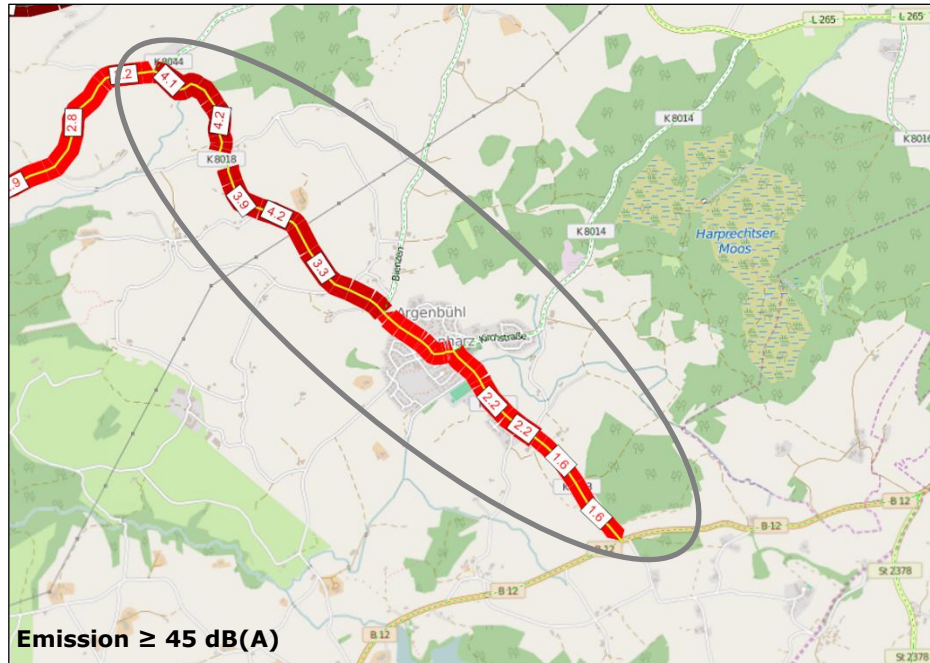 L 265
L 265
K 8044
4.1
2.8
4.2
K 8014
K 8016
K 8018
3.9
4.2
K 8014
Harprechtser
Moos
3.3
Bienzen
Argenbühl
Kirchstraße
2.2
2.2
1.6
1.6
B 12
B 12
B 12
B 12
B 12
St 2378
St 2378
Emission ≥ 45 dB(A)